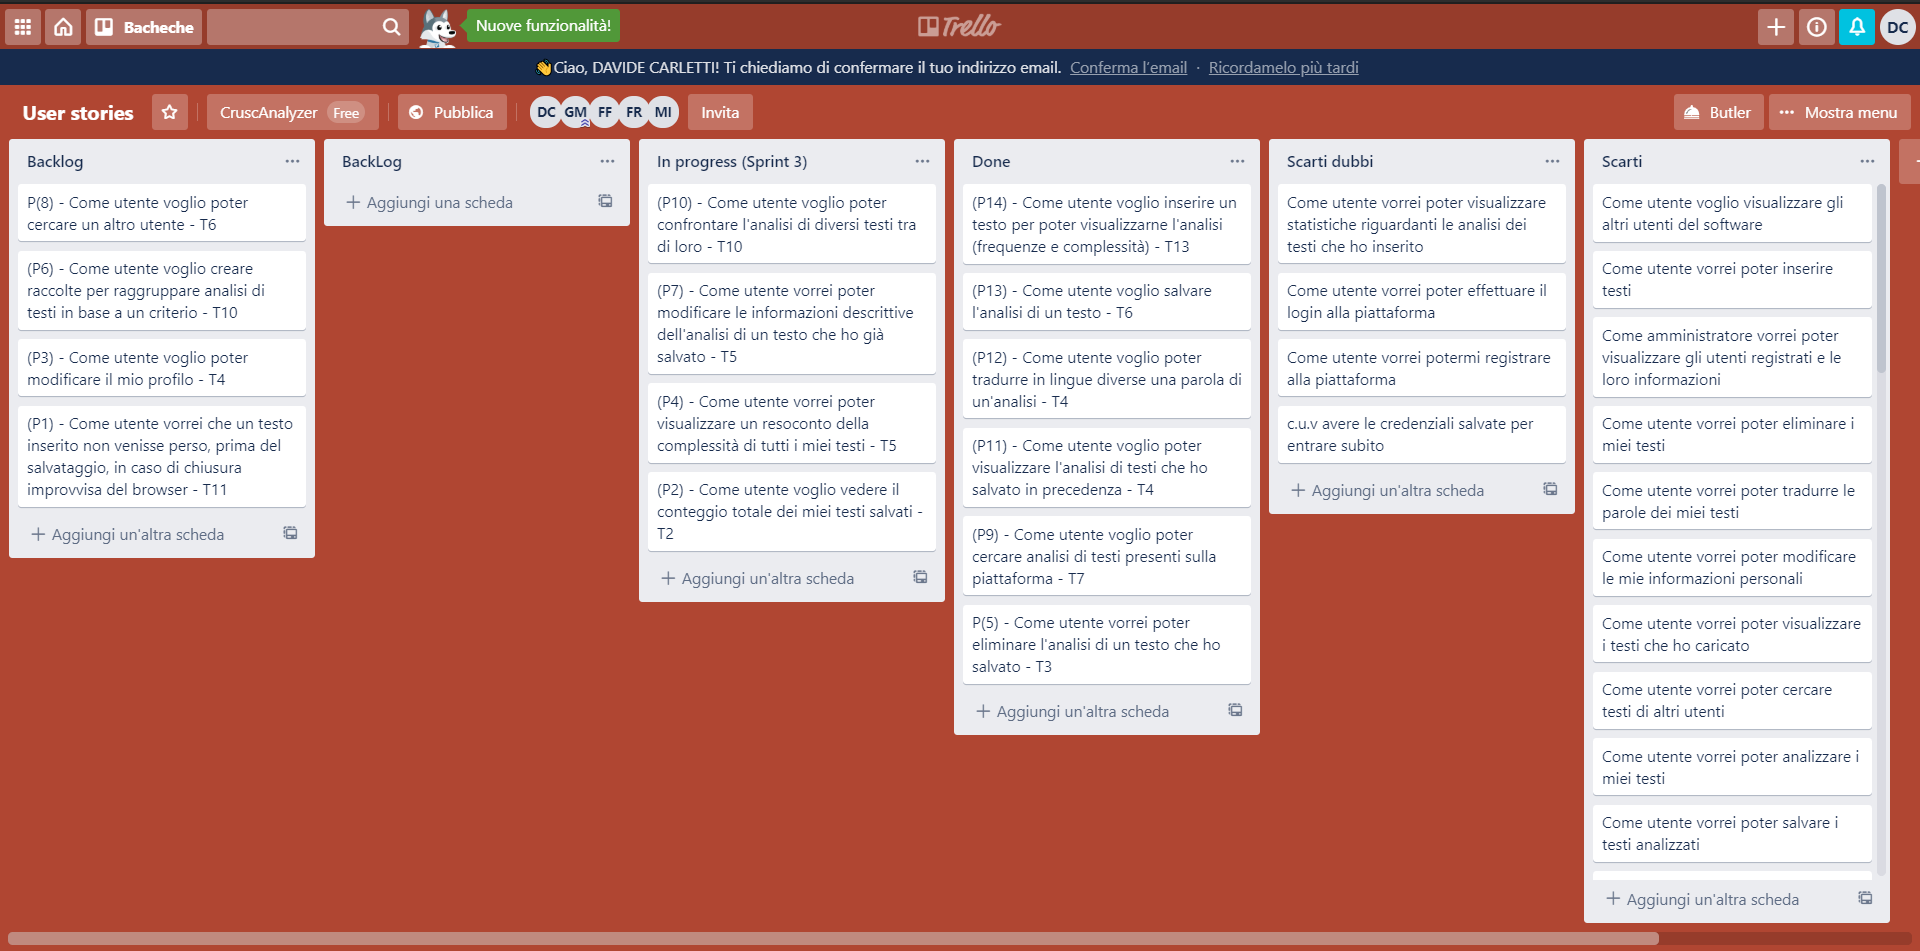 Bacheche
Nuove funzionalità!
Trello
DC
👋Ciao, DAVIDE CARLETTI! Ti chiediamo di confermare il tuo indirizzo email. Conferma l'email · Ricordamelo più tardi
User stories
CruscAnalyzer Free
Pubblica
DC GM FF FR MI
Invita
Butler
··· Mostra menu
Backlog
P(8) - Come utente voglio poter
cercare un altro utente - T6
(P6) - Come utente voglio creare
raccolte per raggruppare analisi di
testi in base a un criterio - T10
(P3) - Come utente voglio poter
modificare il mio profilo - T4
(P1) - Come utente vorrei che un testo
inserito non venisse perso, prima del
salvataggio, in caso di chiusura
improvvisa del browser - T11
+ Aggiungi un'altra scheda
BackLog
+ Aggiungi una scheda
In progress (Sprint 3)
(P10) - Come utente voglio poter
confrontare l'analisi di diversi testi tra
di loro - T10
(P7) - Come utente vorrei poter
modificare le informazioni descrittive
dell'analisi di un testo che ho già
salvato - T5
(P4) - Come utente vorrei poter
visualizzare un resoconto della
complessità di tutti i miei testi - T5
(P2) - Come utente voglio vedere il
conteggio totale dei miei testi salvati -
T2
+ Aggiungi un'altra scheda
Done
(P14) - Come utente voglio inserire un
testo per poter visualizzarne l'analisi
(frequenze e complessità) - T13
(P13) - Come utente voglio salvare
l'analisi di un testo - T6
(P12) - Come utente voglio poter
tradurre in lingue diverse una parola di
un'analisi - T4
(P11) - Come utente voglio poter
visualizzare l'analisi di testi che ho
salvato in precedenza - T4
(P9) - Come utente voglio poter
cercare analisi di testi presenti sulla
piattaforma - T7
P(5) - Come utente vorrei poter
eliminare l'analisi di un testo che ho
salvato - T3
+ Aggiungi un'altra scheda
Scarti dubbi
Come utente vorrei poter visualizzare
statistiche riguardanti le analisi dei
testi che ho inserito
Come utente vorrei poter effettuare il
login alla piattaforma
Come utente vorrei potermi registrare
alla piattaforma
c.u.v avere le credenziali salvate per
entrare subito
+ Aggiungi un'altra scheda
Scarti
Come utente voglio visualizzare gli
altri utenti del software
Come utente vorrei poter inserire
testi
Come amministratore vorrei poter
visualizzare gli utenti registrati e le
loro informazioni
Come utente vorrei poter eliminare i
miei testi
Come utente vorrei poter tradurre le
parole dei miei testi
Come utente vorrei poter modificare
le mie informazioni personali
Come utente vorrei poter visualizzare
i testi che ho caricato
Come utente vorrei poter cercare
testi di altri utenti
Come utente vorrei poter analizzare i
miei testi
Come utente vorrei poter salvare i
testi analizzati
+ Aggiungi un'altra scheda